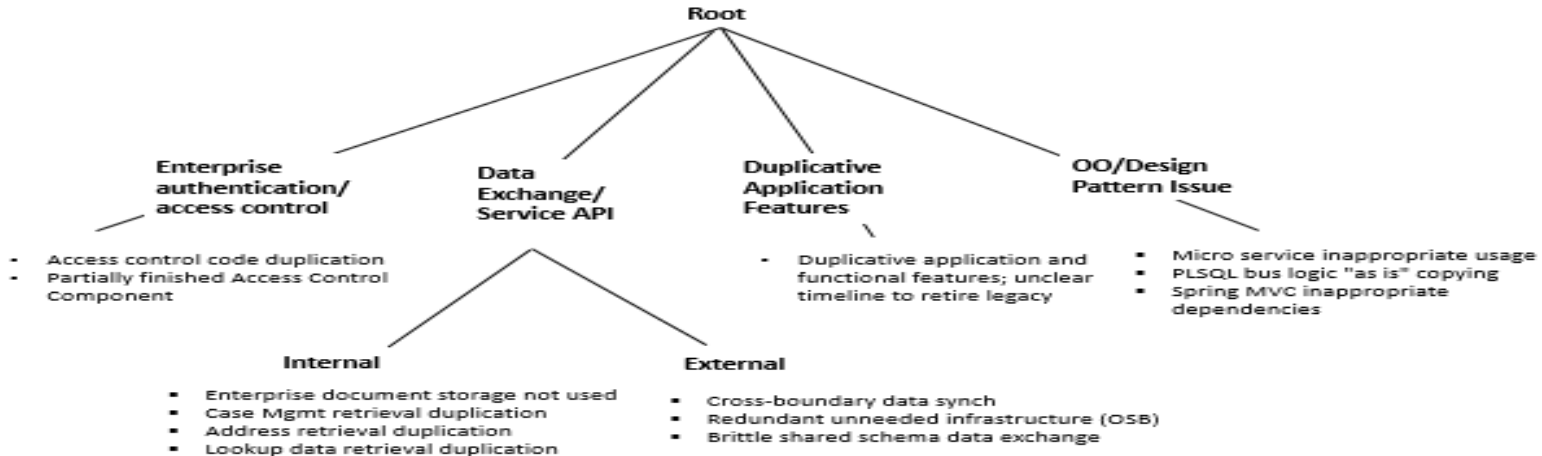 Root
Enterprise
authentication/
access control
Data
Exchange/
Service API
Duplicative
Application
Features
OO/Design
Pattern Issue
Access control code duplication
Partially finished Access Control
Component
Duplicative application and
functional features; unclear
timeline to retire legacy
Micro service inappropriate usage
PLSQL bus logic "as is" copying
Spring MVC inappropriate
dependencies
Internal
External
Enterprise document storage not used
Case Mgmt retrieval duplication
Address retrieval duplication
Lookup data retrieval duplication
Cross-boundary data synch
Redundant unneeded infrastructure (OSB)
Brittle shared schema data exchange